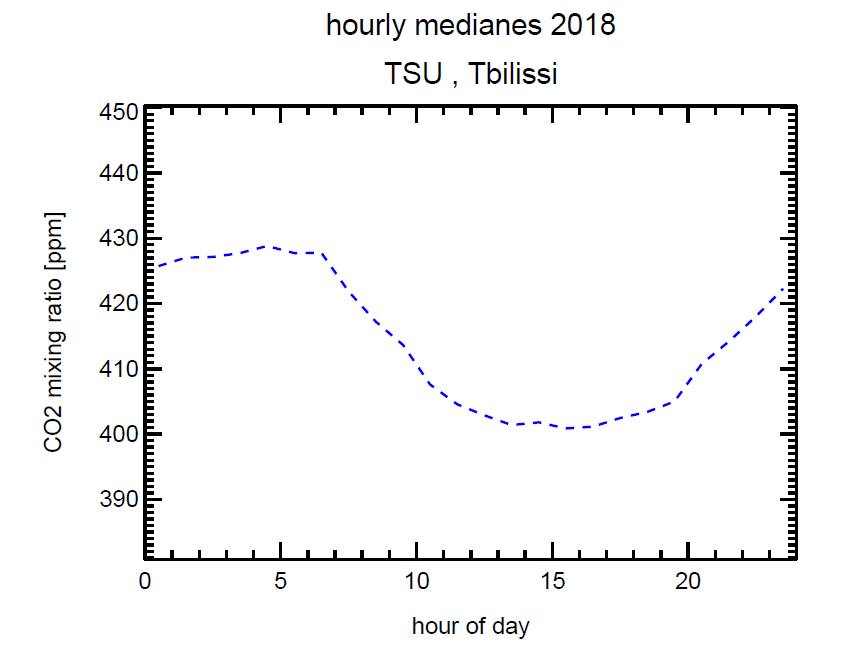 hourly medianes 2018
TSU , Tbilissi
450
440
430
420
410
400
390
CO2 mixing ratio [ppm]
0 5 10 15 20
hour of day